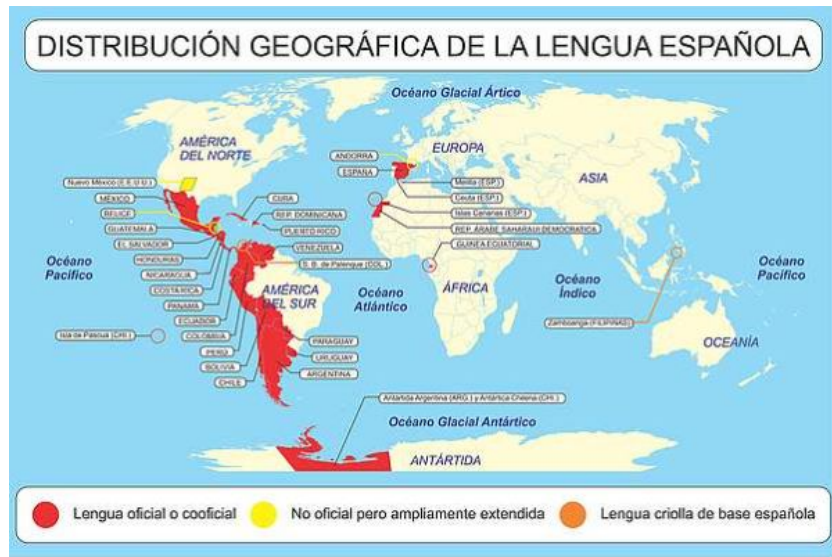 DISTRIBUCIÓN GEOGRÁFICA DE LA LENGUA ESPAÑOLA
Océano Glacial Ártico
AMÉRICA
DEL NORTE
EUROPA
ASIA
ANDORRA
ESPAÑA
Nuevo México (E.E.U.U.)
MÉXICO
BELICE
GUATEMALA
EL SALVADOR
HONDURAS
NICARAGUA
COSTA RICA
PANAMÁ
ECUADOR
COLOMBIA
PERÚ
BOLIVIA
CHILE
CUBA
REP. DOMINICANA
PUERTO RICO
VENEZUELA
S. B. de Palenque (COL.)
Melilla (ESP.)
Ceuta (ESP.)
Islas Canarias (ESP.)
REP. ÁRABE SAHARAUI DEMOCRÁTICA
GUINEA ECUATORIAL
Océano
Pacífico
AMÉRICA
DEL SUR
Océano
Atlántico
ÁFRICA
Océano
Índico
Océano
Pacífico
Isla de Pascua (CHI.)
Zamboanga (FILIPINAS)
OCEANÍA
PARAGUAY
URUGUAY
ARGENTINA
Antártida Argentina (ARG.) y Antártica Chilena (CHI.)
Océano Glacial Antártico
ANTÁRTIDA
Lengua oficial o cooficial
No oficial pero ampliamente extendida
Lengua criolla de base española